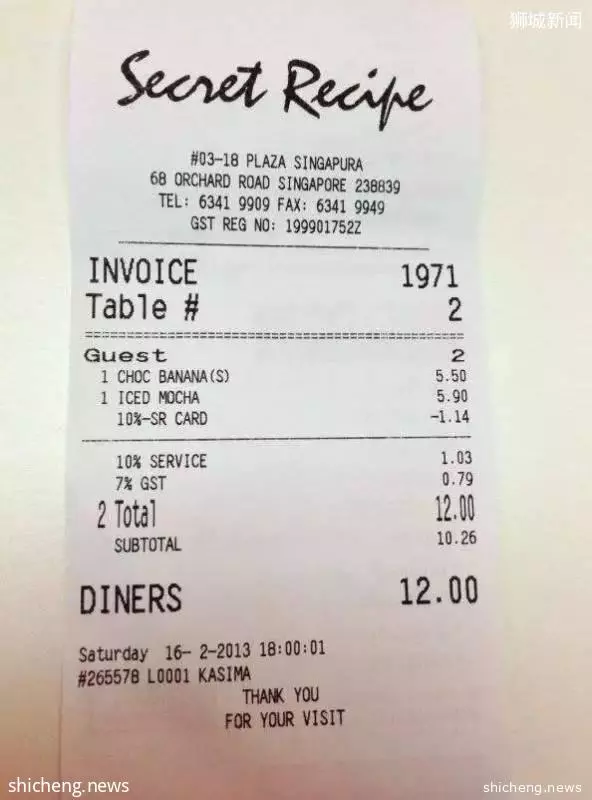 狮城新闻
Secret Recipe
#03-18 PLAZA SINGAPURA
68 ORCHARD ROAD SINGAPORE 238839
TEL: 6341 9909 FAX: 6341 9949
GST REG NO: 199901752Z
INVOICE 1971
Table # 2
Guest 2
1 CHOC BANANA(S) 5.50
1 ICED MOCHA 5.90
10%-SR CARD -1.14
10% SERVICE 1.03
7% GST 0.79
2 Total 12.00
SUBTOTAL 10.26
DINERS 12.00
Saturday 16- 2-2013 18:00:01
#265578 L0001 KASIMA
THANK YOU
FOR YOUR VISIT
shicheng.news
shicheng.news